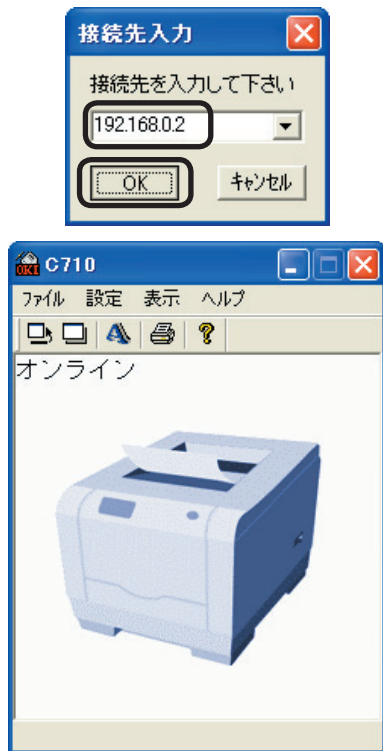 接続先入力
接続先を入力して下さい
192.168.0.2
OK キャンセル
OKI C710
ファイル 設定 表示 ヘルプ
オンライン